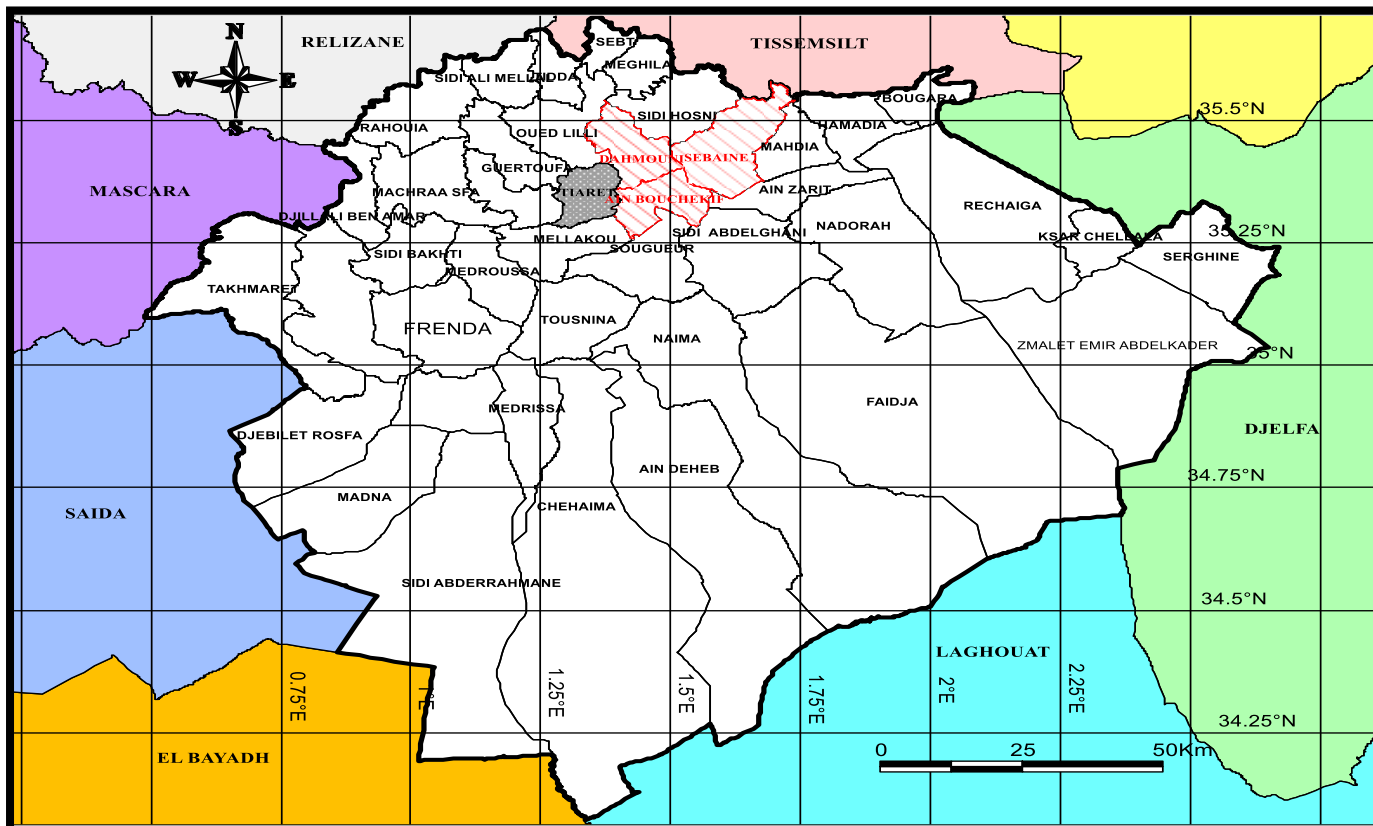 N
W
E
S
RELIZANE
TISSEMSILT
SEBT
MEGHILA
SIDI ALI MELL
NDDA
BOUGARA
35.5°N
RAHOUIA
OUED LILLI
SIDI HOSNI
HAMADIA
DAHMOUNI
SEBAINE
MAHDIA
GUERTOUFA
MASCARA
MACHRAA SFA
TIARET
AIN BOUCHEKIF
AIN ZARIT
RECHAIGA
DJILLALI BEN AMAR
MELLAKOU
SOUGUEUR
SIDI ABDELGHANI
NADORAH
KSAR CHELLALA
35.25°N
SERGHINE
SIDI BAKHTI
MEDROUSSA
TAKHMARET
FRENDA
TOUSNINA
NAIMA
ZMALET EMIR ABDELKADER
35°N
MEDRISSA
FAIDJA
DJEBILET ROSFA
DJELFA
AIN DEHEB
34.75°N
MADNA
CHEHAIMA
SAIDA
SIDI ABDERRAHMANE
34.5°N
LAGHOUAT
0.75°E
1°E
1.25°E
1.5°E
1.75°E
2°E
2.25°E
34.25°N
EL BAYADH
0 25 50Km